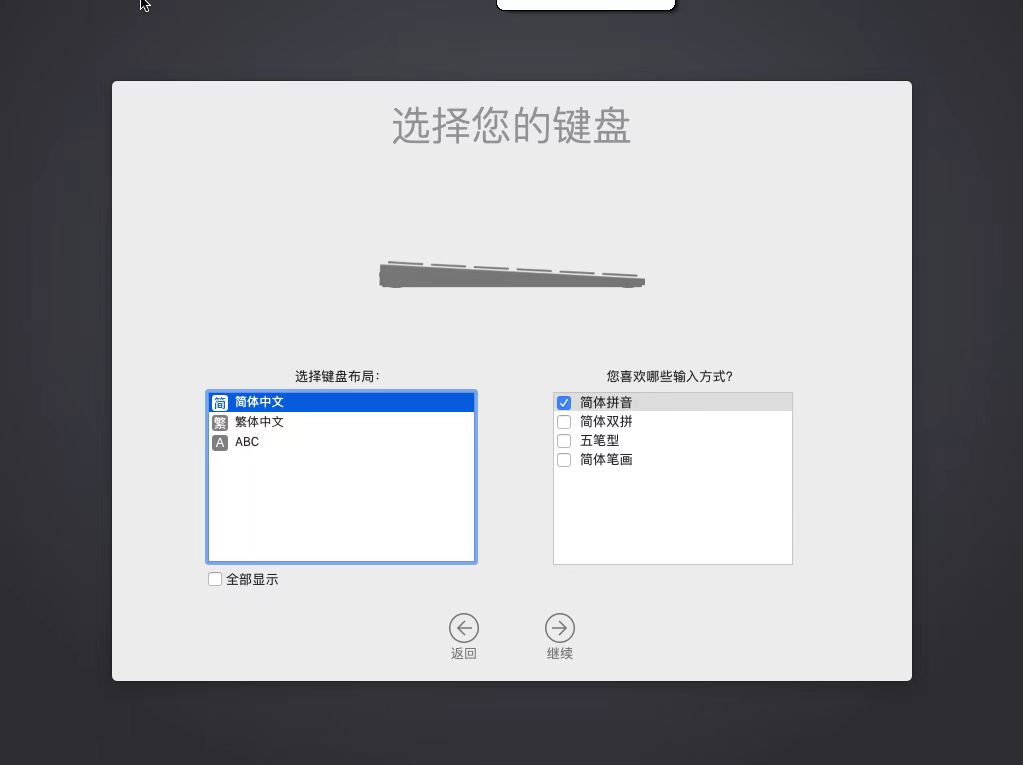 选择您的键盘
选择键盘布局：
简 简体中文
繁 繁体中文
A ABC
全部显示
您喜欢哪些输入方式？
简体拼音
简体双拼
五笔型
简体笔画
返回
继续